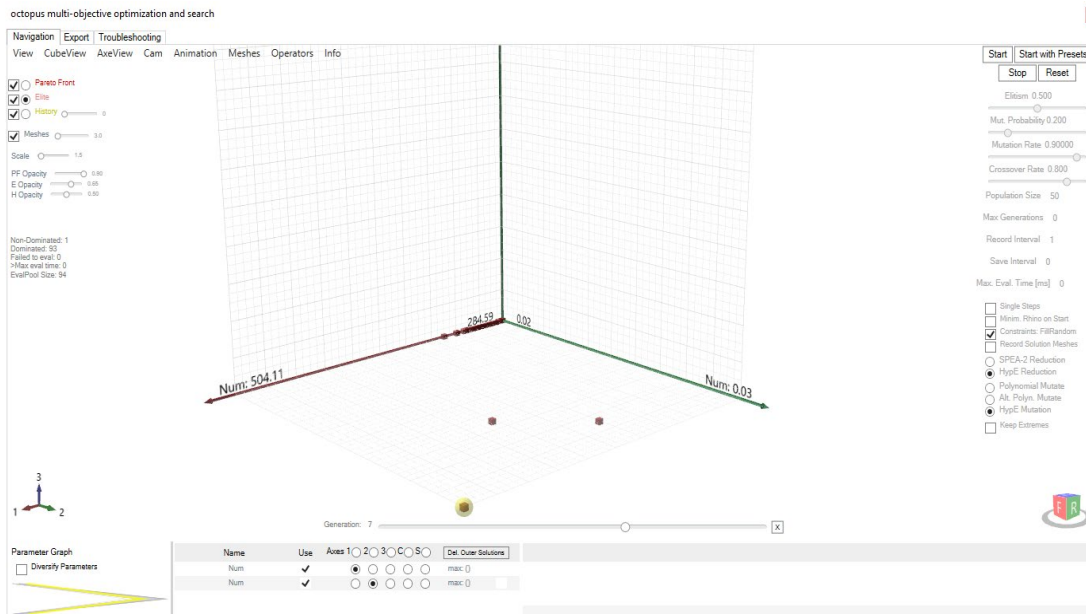 octopus multi-objective optimization and search
Navigation Export Troubleshooting
View CubeView AxeView Cam Animation Meshes Operators Info
Pareto Front
Elite
History 0
Meshes 3.0
Scale 1.5
PF Opacity 0.80
E Opacity 0.65
H Opacity 0.50
Non-Dominated: 1
Dominated: 93
Failed to eval: 0
>Max eval time: 0
EvalPool Size: 94
284.59 0.02
Num: 504.11
Num: 0.03
3
1 2
Generation: 7
X
Start Start with Presets
Stop Reset
Elitism 0.500
Mut. Probability 0.200
Mutation Rate 0.90000
Crossover Rate 0.800
Population Size 50
Max Generations 0
Record Interval 1
Save Interval 0
Max. Eval. Time [ms] 0
Single Steps
Minim. Rhino on Start
Constraints: FillRandom
Record Solution Meshes
SPEA-2 Reduction
HypE Reduction
Polynomial Mutate
Alt. Polyn. Mutate
HypE Mutation
Keep Extremes
F R
Parameter Graph
Diversify Parameters
Name Use Axes 1 2 3 C S Del. Outer Solutions
Num max: ()
Num max: ()